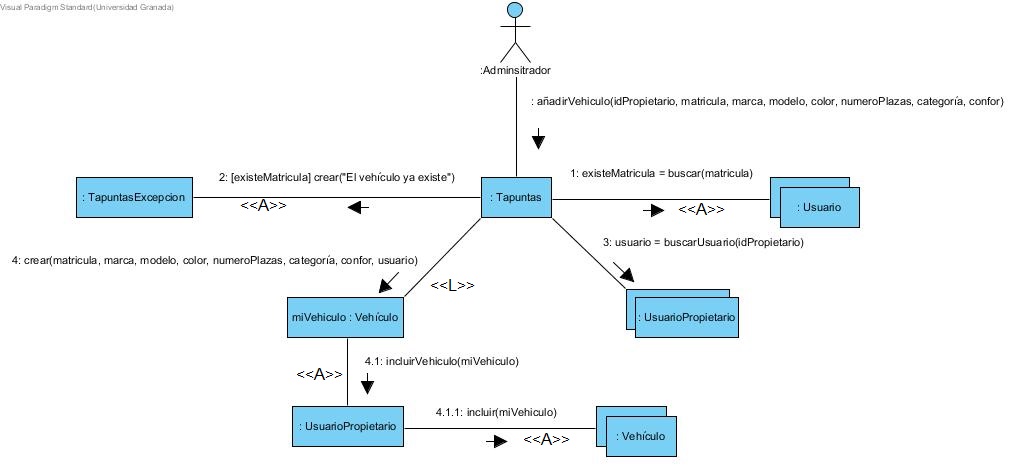 Visual Paradigm Standard(Universidad Granada)
:Adminsitrador
: añadirVehiculo(idPropietario, matricula, marca, modelo, color, numeroPlazas, categoría, confor)
2: [existeMatricula] crear("El vehículo ya existe")
1: existeMatricula = buscar(matricula)
: TapuntasExcepcion
: Tapuntas
: Usuario
<<A>>
<<A>>
3: usuario = buscarUsuario(idPropietario)
4: crear(matricula, marca, modelo, color, numeroPlazas, categoría, confor, usuario)
<<L>>
miVehiculo : Vehículo
: UsuarioPropietario
4.1: incluirVehiculo(miVehiculo)
<<A>>
4.1.1: incluir(miVehiculo)
: UsuarioPropietario
: Vehículo
<<A>>